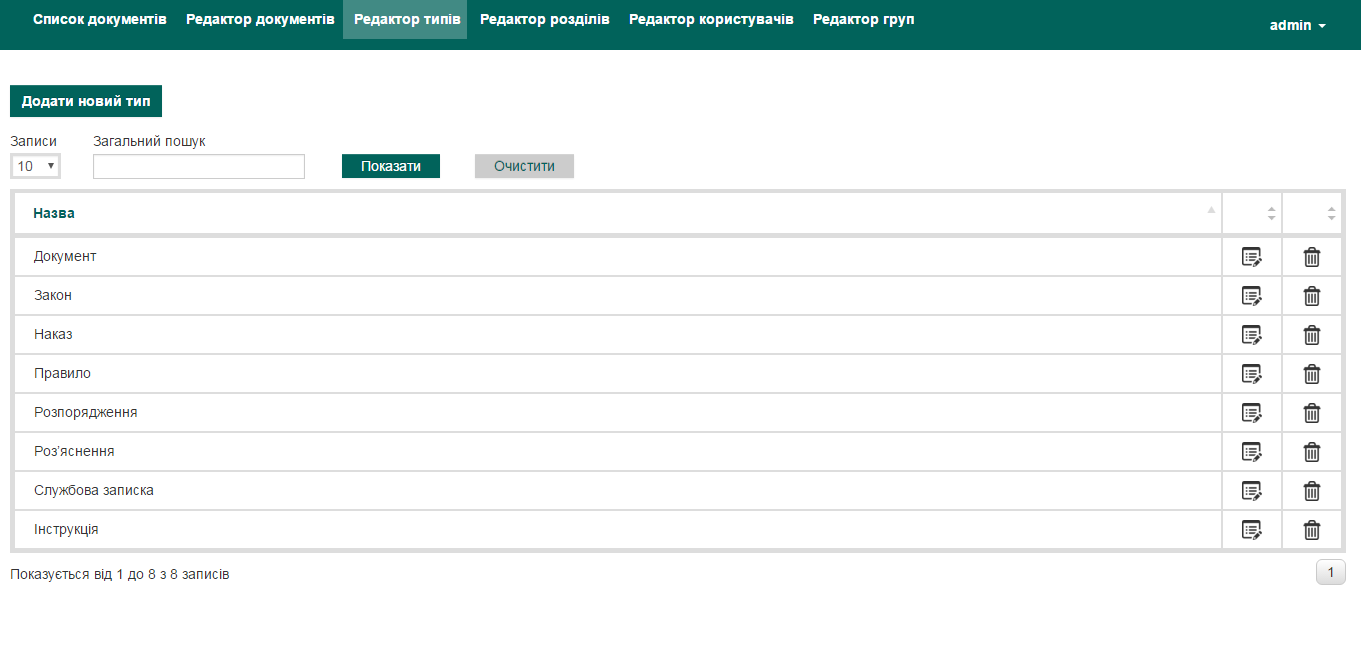 Список документів Редактор документів Редактор типів Редактор розділів Редактор користувачів Редактор груп admin
Додати новий тип
Записи Загальний пошук
10 Показати Очистити
Назва
Документ
Закон
Наказ
Правило
Розпорядження
Роз'яснення
Службова записка
Інструкція
Показується від 1 до 8 з 8 записів 1